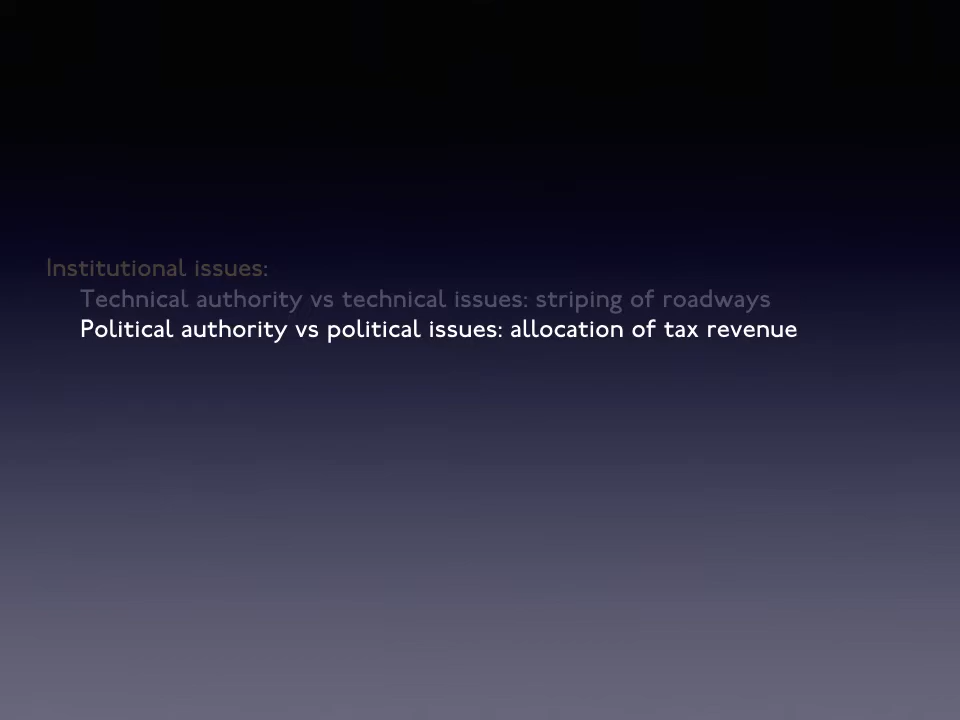 Institutional issues:
Technical authority vs technical issues: striping of roadways
Political authority vs political issues: allocation of tax revenue